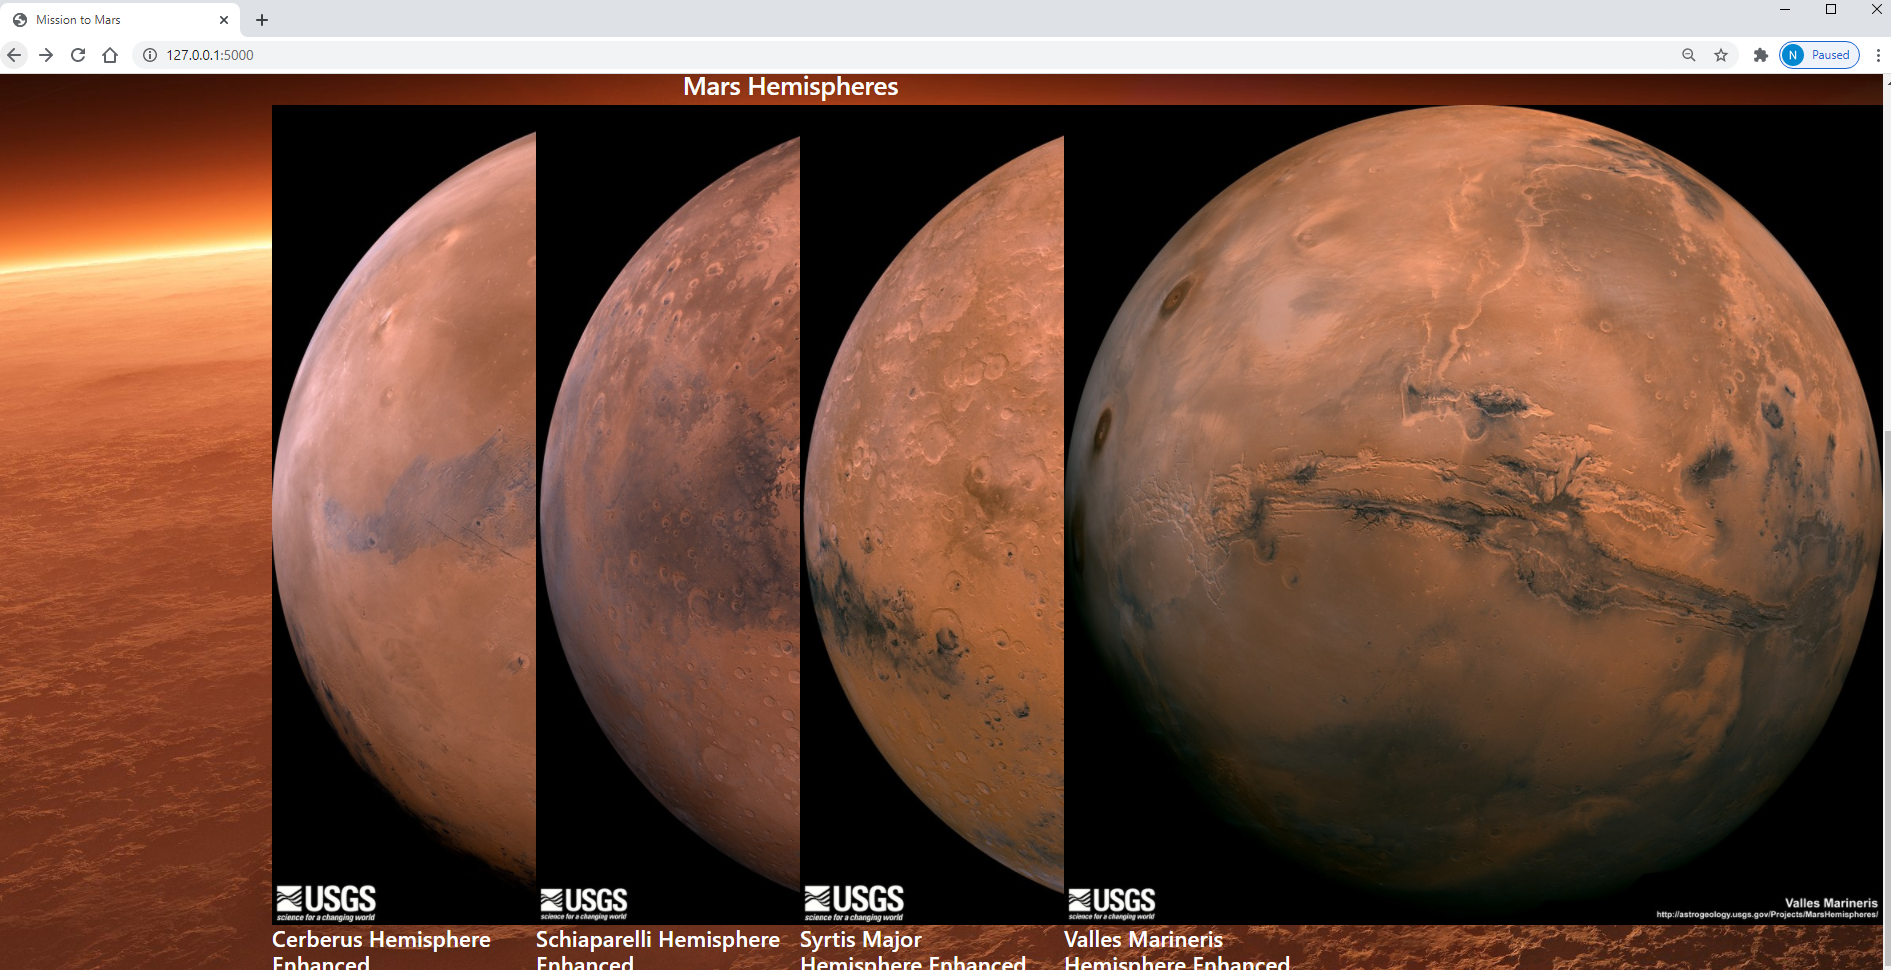 Mission to Mars
127.0.0.1:5000
N Paused
Mars Hemispheres
USGS
science for a changing world
USGS
science for a changing world
USGS
science for a changing world
USGS
science for a changing world
Valles Marineris
http://astrogeology.usgs.gov/Projects/MarsHemispheres/
Cerberus Hemisphere
Enhanced
Schiaparelli Hemisphere
Enhanced
Syrtis Major
Hemisphere Enhanced
Valles Marineris
Hemisphere Enhanced